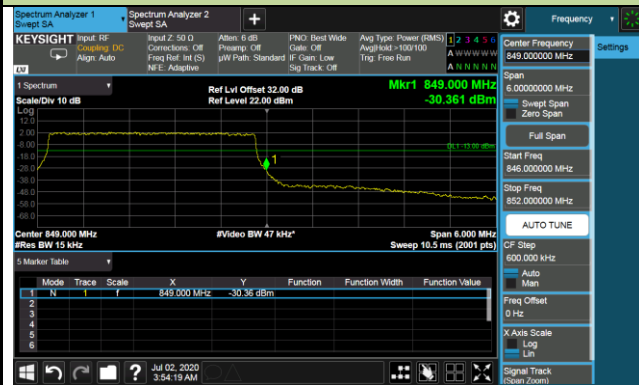 Spectrum Analyzer 1
Swept SA
Spectrum Analyzer 2
Swept SA
+
Frequency
KEYSIGHT
Input: RF
Coupling: DC
Align: Auto
Input Z: 50 Ω
Corrections: Off
Freq Ref: Int (S)
NFE: Adaptive
Atten: 6 dB
Preamp: Off
µW Path: Standard
PNO: Best Wide
Gate: Off
IF Gain: Low
Sig Track: Off
Avg Type: Power (RMS)
Avg|Hold:>100/100
Trig: Free Run
1 2 3 4 5 6
A W W W W W
A N N N N N
LXI
1 Spectrum
Scale/Div 10 dB
Log
Ref Lvl Offset 32.00 dB
Ref Level 22.00 dBm
Mkr1 849.000 MHz
-30.361 dBm
12.0
2.00
-8.00
-18.0
-28.0
-38.0
-48.0
-58.0
-68.0
DL1 -13.00 dBm
1
Center 849.000 MHz
#Res BW 15 kHz
#Video BW 47 kHz*
Span 6.000 MHz
Sweep 10.5 ms (2001 pts)
5 Marker Table
Mode Trace Scale X Y Function Function Width Function Value
1 N 1 f 849.000 MHz -30.36 dBm
2
3
4
5
6
Jul 02, 2020
3:54:19 AM
?
Center Frequency
849.000000 MHz
Settings
Span
6.00000000 MHz
Swept Span
Zero Span
Full Span
Start Freq
846.000000 MHz
Stop Freq
852.000000 MHz
AUTO TUNE
CF Step
600.000 kHz
Auto
Man
Freq Offset
0 Hz
X Axis Scale
Log
Lin
Signal Track
(Span Zoom)